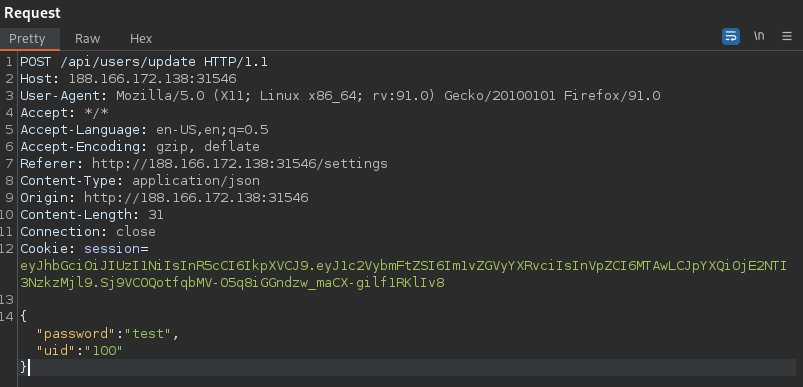 Request
Pretty Raw Hex \n
1 POST /api/users/update HTTP/1.1
2 Host: 188.166.172.138:31546
3 User-Agent: Mozilla/5.0 (X11; Linux x86_64; rv:91.0) Gecko/20100101 Firefox/91.0
4 Accept: */*
5 Accept-Language: en-US,en;q=0.5
6 Accept-Encoding: gzip, deflate
7 Referer: http://188.166.172.138:31546/settings
8 Content-Type: application/json
9 Origin: http://188.166.172.138:31546
10 Content-Length: 31
11 Connection: close
12 Cookie: session=
eyJhbGciOiJIUzI1NiIsInR5cCI6IkpXVCJ9.eyJ1c2VybmFtZSI6Im1vZGVyYXRvciIsInVpZCI6MTAwLCJpYXQiOjE2NTI
3NzkzMjl9.Sj9VCOQotfqbMV-O5q8iGGndzw_maCX-gilf1RKlIv8
13
14 {
"password":"test",
"uid":"100"
}